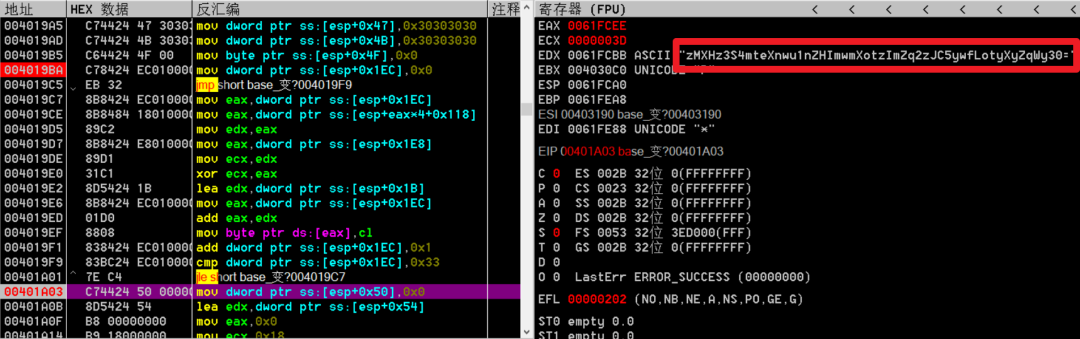 地址 HEX 数据 反汇编 注释 寄存器 (FPU) < < < < <
004019A5 C74424 47 30303 mov dword ptr ss:[esp+0x47],0x30303030
004019AD C74424 4B 30303 mov dword ptr ss:[esp+0x4B],0x30303030
004019B5 C64424 4F 00 mov byte ptr ss:[esp+0x4F],0x0
004019BA C78424 EC010000 mov dword ptr ss:[esp+0x1EC],0x0
004019C5 EB 32 jmp short base_变?004019F9
004019C7 8B8424 EC010000 mov eax,dword ptr ss:[esp+0x1EC]
004019CE 8B8484 18010000 mov eax,dword ptr ss:[esp+eax*4+0x118]
004019D5 89C2 mov edx,eax
004019D7 8B8424 E8010000 mov eax,dword ptr ss:[esp+0x1E8]
004019DE 89D1 mov ecx,edx
004019E0 31C1 xor ecx,eax
004019E2 8D5424 1B lea edx,dword ptr ss:[esp+0x1B]
004019E6 8B8424 EC010000 mov eax,dword ptr ss:[esp+0x1EC]
004019ED 01D0 add eax,edx
004019EF 8808 mov byte ptr ds:[eax],cl
004019F1 838424 EC010000 add dword ptr ss:[esp+0x1EC],0x1
004019F9 83BC24 EC010000 cmp dword ptr ss:[esp+0x1EC],0x33
00401A01 7E C4 jle short base_变?004019C7
00401A03 C74424 50 00000 mov dword ptr ss:[esp+0x50],0x0
00401A0B 8D5424 54 lea edx,dword ptr ss:[esp+0x54]
00401A0F B8 00000000 mov eax,0x0
00401A14 B9 18000000 mov ecx,0x18
EAX 0061FCEE
ECX 0000003D
EDX 0061FCBB ASCII "zMXHz3S4mteXnwu1nZHImwmXotzImZq2zJC5ywfLotyXyZqWy30="
EBX 004030C0 UNICODE
ESP 0061FCA0
EBP 0061FEA8
ESI 00403190 base_变?00403190
EDI 0061FE88 UNICODE "*"
EIP 00401A03 base_变?00401A03
C 0 ES 002B 32位 0(FFFFFFFF)
P 0 CS 0023 32位 0(FFFFFFFF)
A 0 SS 002B 32位 0(FFFFFFFF)
Z 0 DS 002B 32位 0(FFFFFFFF)
S 0 FS 0053 32位 3ED000(FFF)
T 0 GS 002B 32位 0(FFFFFFFF)
D 0
O 0 LastErr ERROR_SUCCESS (00000000)
EFL 00000202 (NO,NB,NE,A,NS,PO,GE,G)
ST0 empty 0.0
ST1 empty 0.0